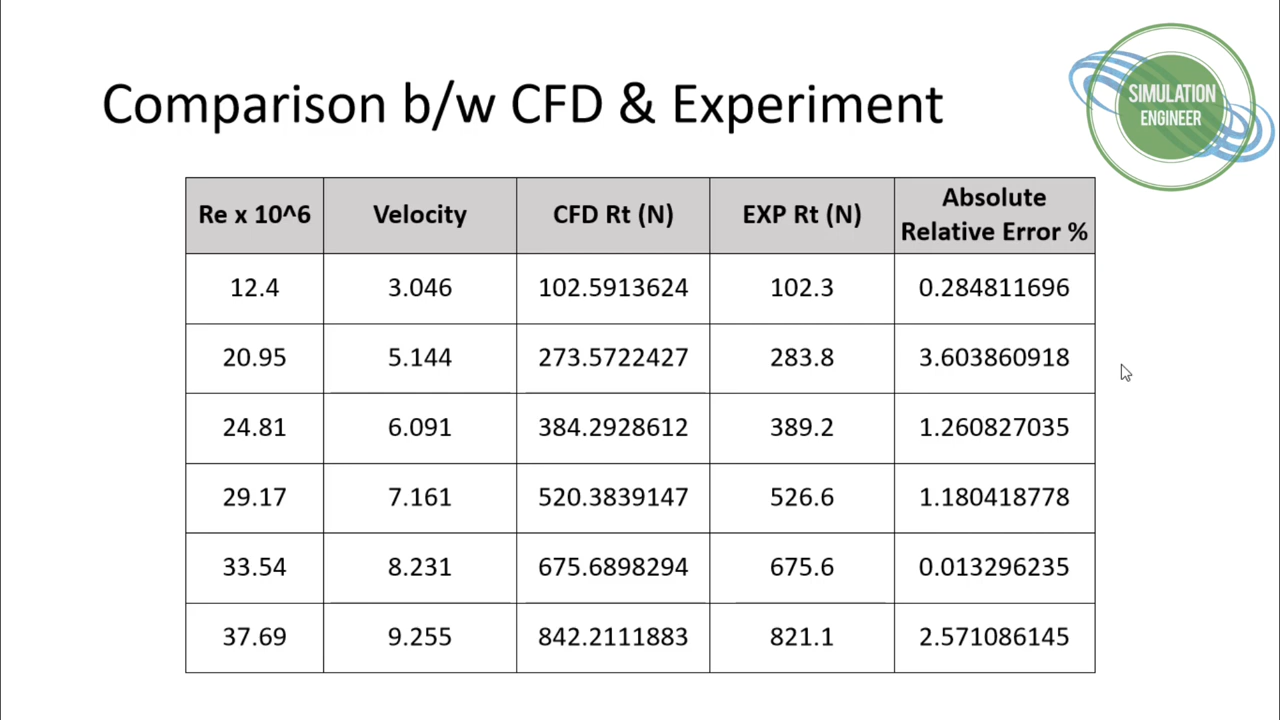 SIMULATION
ENGINEER
Comparison b/w CFD & Experiment
Re x 10^6 Velocity CFD Rt (N) EXP Rt (N) Absolute Relative Error %
12.4 3.046 102.5913624 102.3 0.284811696
20.95 5.144 273.5722427 283.8 3.603860918
24.81 6.091 384.2928612 389.2 1.260827035
29.17 7.161 520.3839147 526.6 1.180418778
33.54 8.231 675.6898294 675.6 0.013296235
37.69 9.255 842.2111883 821.1 2.571086145